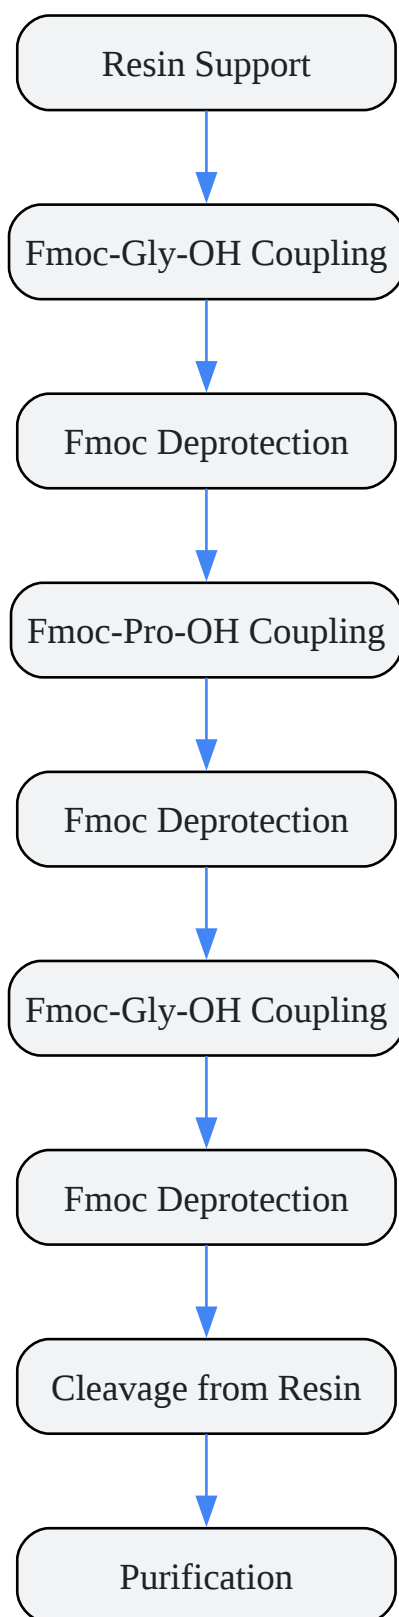 Resin Support
Fmoc-Gly-OH Coupling
Fmoc Deprotection
Fmoc-Pro-OH Coupling
Fmoc Deprotection
Fmoc-Gly-OH Coupling
Fmoc Deprotection
Cleavage from Resin
Purification